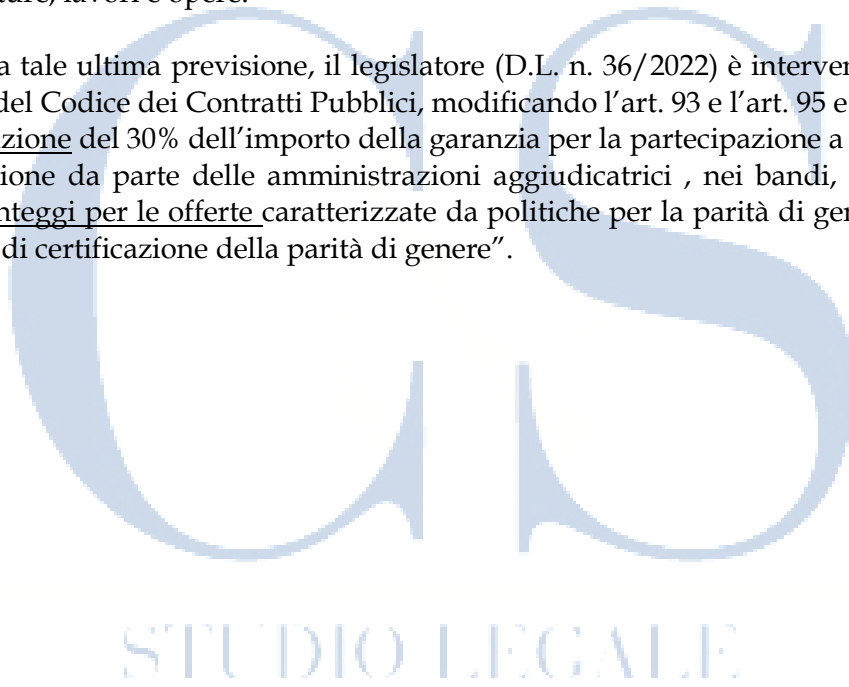 ture, lavori e opere.
a tale ultima previsione, il legislatore (D.L. n. 36/2022) è interven
del Codice dei Contratti Pubblici, modificando l'art. 93 e l'art. 95 e
zione del 30% dell'importo della garanzia per la partecipazione a
ione da parte delle amministrazioni aggiudicatrici , nei bandi,
nteggi per le offerte caratterizzate da politiche per la parità di gen
di certificazione della parità di genere”.
CS
STUDIO LEGALE